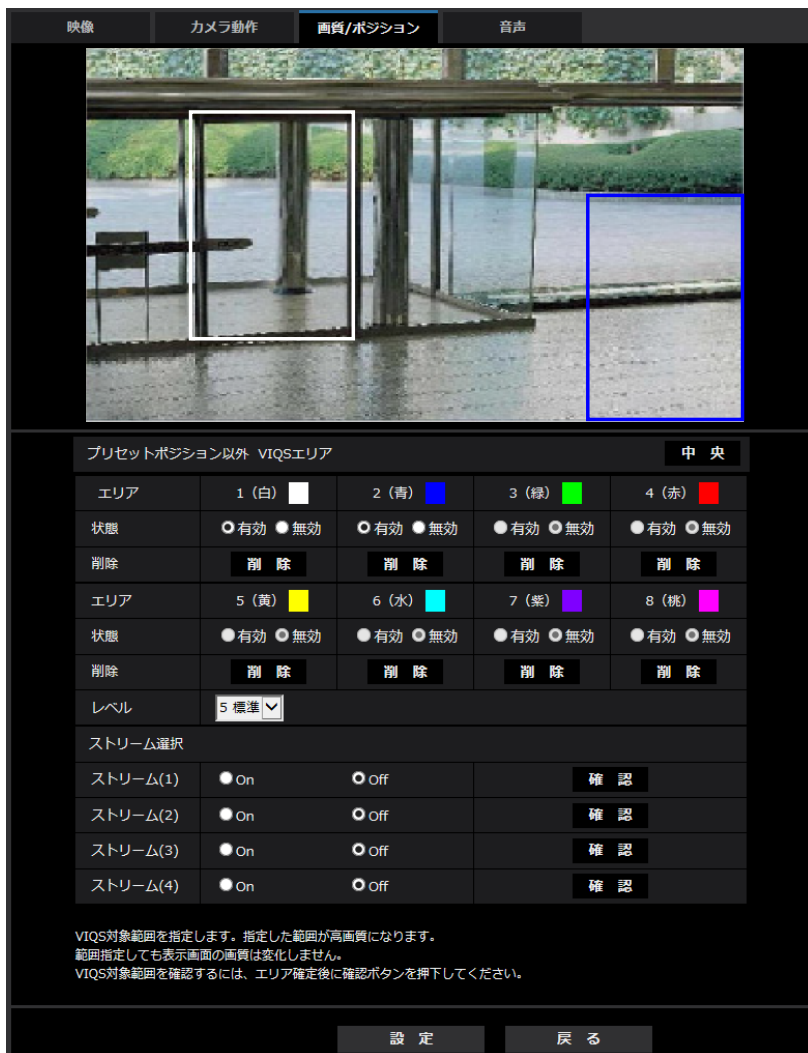 映像 カメラ動作 画質/ポジション 音声
プリセットポジション以外 VIQSエリア 中 央
エリア 1（白） 2（青） 3（緑） 4（赤）
状態 有効 無効 有効 無効 有効 無効 有効 無効
削除 削 除 削 除 削 除 削 除
エリア 5（黄） 6（水） 7（紫） 8（桃）
状態 有効 無効 有効 無効 有効 無効 有効 無効
削除 削 除 削 除 削 除 削 除
レベル 5 標準
ストリーム選択
ストリーム(1) On Off 確 認
ストリーム(2) On Off 確 認
ストリーム(3) On Off 確 認
ストリーム(4) On Off 確 認
VIQS対象範囲を指定します。指定した範囲が高画質になります。
範囲指定しても表示画面の画質は変化しません。
VIQS対象範囲を確認するには、エリア確定後に確認ボタンを押下してください。
設 定 戻 る